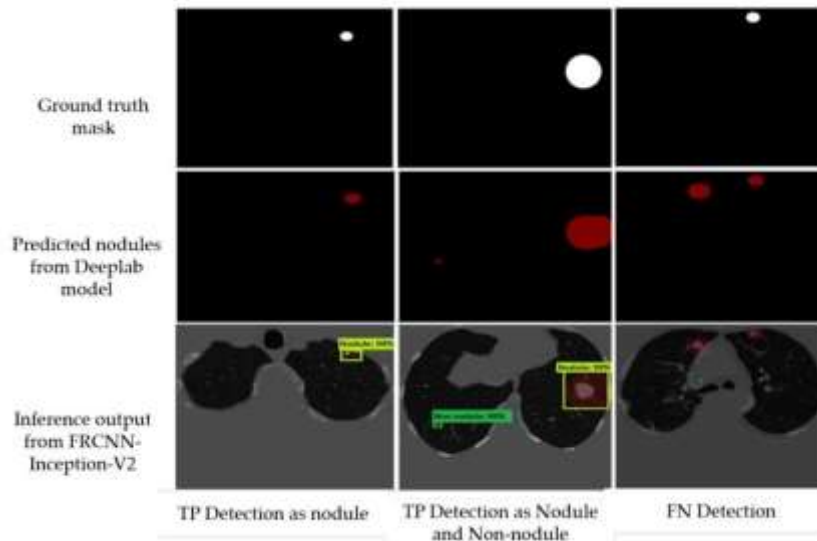 Ground truth
mask
Predicted nodules
from Deeplab
model
Inference output
from FRCNN-
Inception-V2
TP Detection as nodule
TP Detection as Nodule
and Non-nodule
FN Detection